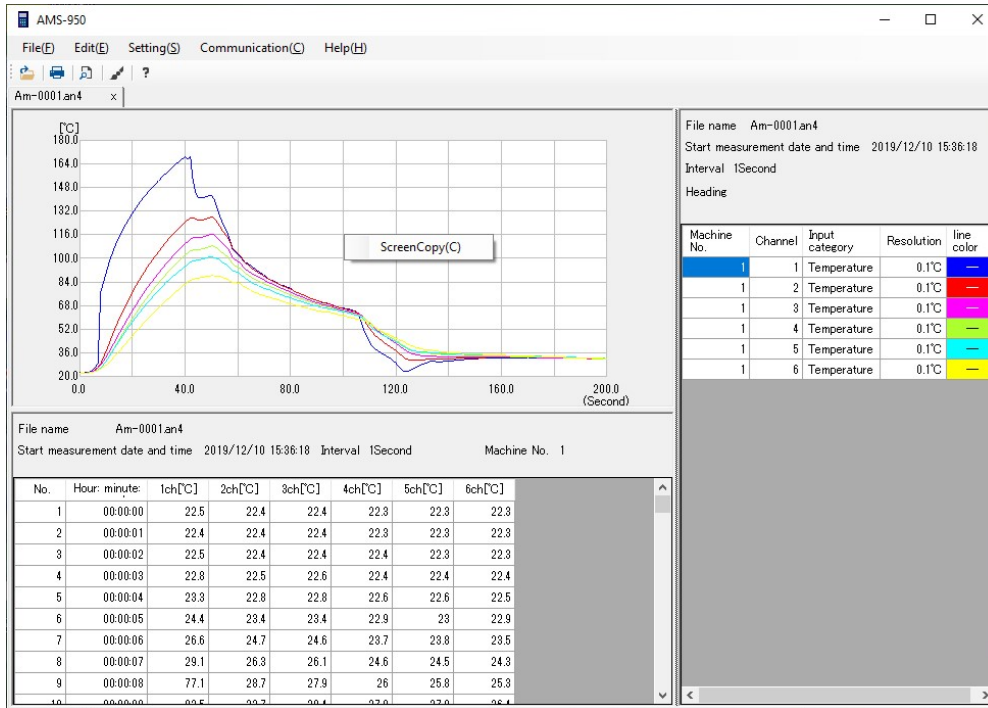 AMS-950
File(F) Edit(E) Setting(S) Communication(C) Help(H)
?
Am-0001.an4 x
[℃]
180.0
164.0
148.0
132.0
116.0
100.0
84.0
68.0
52.0
36.0
20.0
0.0 40.0 80.0 120.0 160.0 200.0
(Second)
ScreenCopy(C)
File name Am-0001.an4
Start measurement date and time 2019/12/10 15:36:18
Interval 1Second
Heading
Machine No. Channel Input category Resolution line color
1 1 Temperature 0.1℃
1 2 Temperature 0.1℃
1 3 Temperature 0.1℃
1 4 Temperature 0.1℃
1 5 Temperature 0.1℃
1 6 Temperature 0.1℃
File name Am-0001.an4
Start measurement date and time 2019/12/10 15:36:18 Interval 1Second Machine No. 1
No. Hour: minute: 1ch[℃] 2ch[℃] 3ch[℃] 4ch[℃] 5ch[℃] 6ch[℃]
1 00:00:00 22.5 22.4 22.4 22.3 22.3 22.3
2 00:00:01 22.4 22.4 22.4 22.3 22.3 22.3
3 00:00:02 22.5 22.4 22.4 22.4 22.3 22.3
4 00:00:03 22.8 22.5 22.6 22.4 22.4 22.4
5 00:00:04 23.3 22.8 22.8 22.6 22.6 22.5
6 00:00:05 24.4 23.4 23.4 22.9 23 22.9
7 00:00:06 26.6 24.7 24.6 23.7 23.8 23.5
8 00:00:07 29.1 26.3 26.1 24.6 24.5 24.3
9 00:00:08 77.1 28.7 27.9 26 25.8 25.3